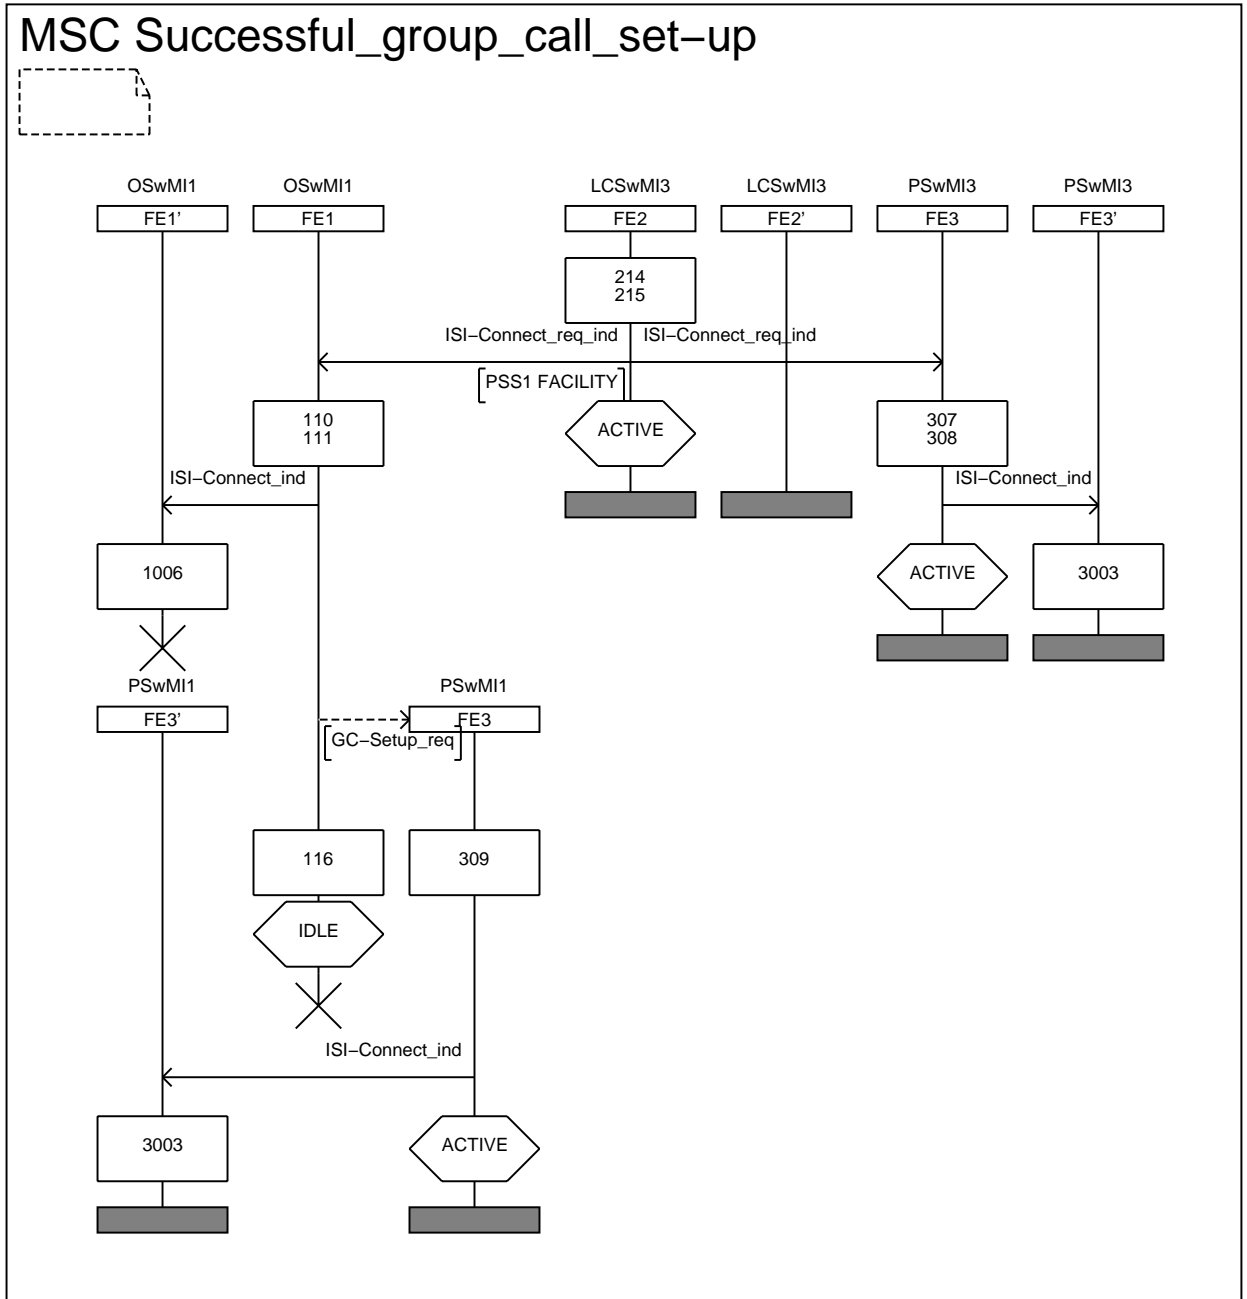 MSC Successful_group_call_set–up
OSwMI1 OSwMI1 LCSwMI3 LCSwMI3 PSwMI3 PSwMI3
FE1’ FE1 FE2 FE2’ FE3 FE3’
214
215
ISI–Connect_req_ind ISI–Connect_req_ind
PSS1 FACILITY
110 ACTIVE 307
111 308
ISI–Connect_ind ISI–Connect_ind
1006 ACTIVE 3003
PSwMI1 PSwMI1
FE3’ FE3
GC–Setup_req
116 309
IDLE
ISI–Connect_ind
3003 ACTIVE